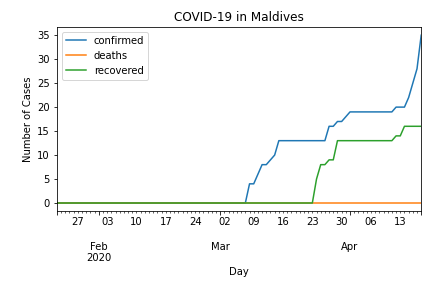 COVID-19 in Maldives
confirmed
deaths
recovered
Number of Cases
35
30
25
20
15
10
5
0
27 03 10 17 24 02 09 16 23 30 06 13
Feb Mar Apr
2020
Day